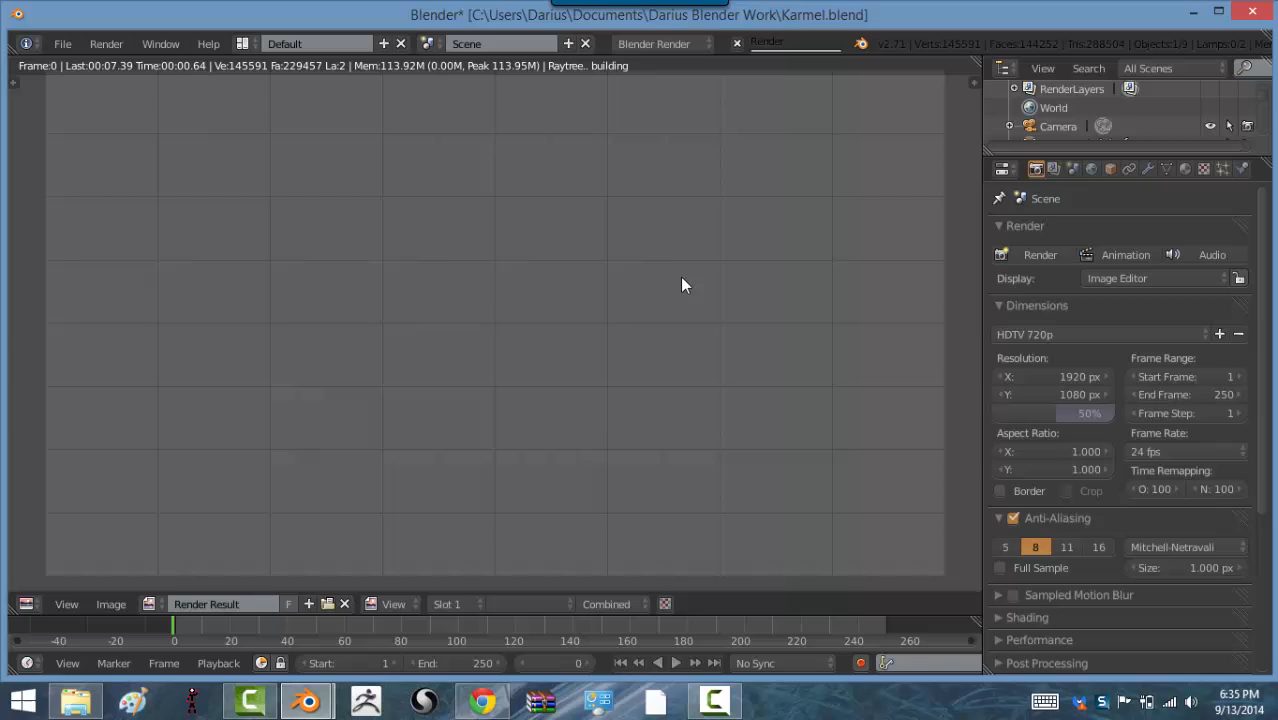 Blender* [C:\Users\Darius\Documents\Darius Blender Work\Karmel.blend]
File Render Window Help Default Scene Blender Render Render v2.71 | Verts:145591 | Faces:144252 | Tris:288504 | Objects:1/9 | Lamps:0/2 |
Frame:0 | Last:00:07.39 Time:00:00.64 | Ve:145591 Fa:229457 La:2 | Mem:113.92M (0.00M, Peak 113.95M) | Raytree.. building
View Search All Scenes
RenderLayers |
World
Camera |
Scene
Render
Render Animation Audio
Display: Image Editor
Dimensions
HDTV 720p
Resolution: Frame Range:
X: 1920 px Start Frame: 1
Y: 1080 px End Frame: 250
50% Frame Step: 1
Aspect Ratio: Frame Rate:
X: 1.000 24 fps
Y: 1.000 Time Remapping:
Border Crop O: 100 N: 100
Anti-Aliasing
5 8 11 16 Mitchell-Netravali
Full Sample Size: 1.000 px
Sampled Motion Blur
Shading
Performance
Post Processing
View Image Render Result F View Slot 1 Combined
-40 -20 0 20 40 60 80 100 120 140 160 180 200 220 240 260
View Marker Frame Playback Start: 1 End: 250 0 No Sync
6:35 PM
9/13/2014